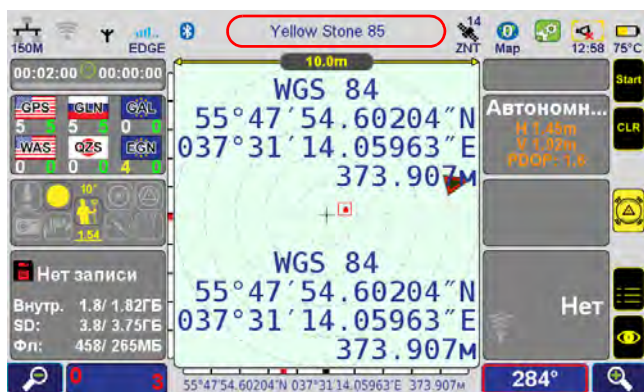 14
Yellow Stone 85
150M EDGE ZNT Map 12:58 75°C
10.0m
00:02:00 00:00:00
Start
WGS 84
55°47´54.60204″N
037°31´14.05963″E
373.907м
GPS GLN GAL
5 5 5 5 0 0
WAS QZS EGN
0 0 0 0 4 0
Автономн...
H 1,45m
V 1,92m
PDOP: 1,6
CLR
10°
1.54
WGS 84
55°47´54.60204″N
037°31´14.05963″E
373.907м
Нет записи
Внутр. 1.8/ 1.82ГБ
SD: 3.8/ 3.75ГБ
Фл: 458/ 265МБ
Нет
0 3
55°47'54.60204"N 037°31'14.05963"E 373.907м
284°